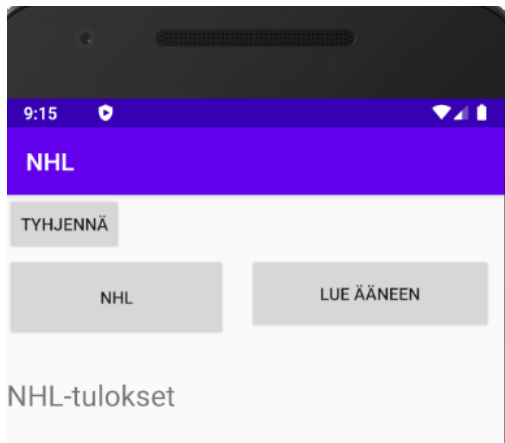 9:15
NHL
TYHJENNÄ
NHL LUE ÄÄNEEN
NHL-tulokset